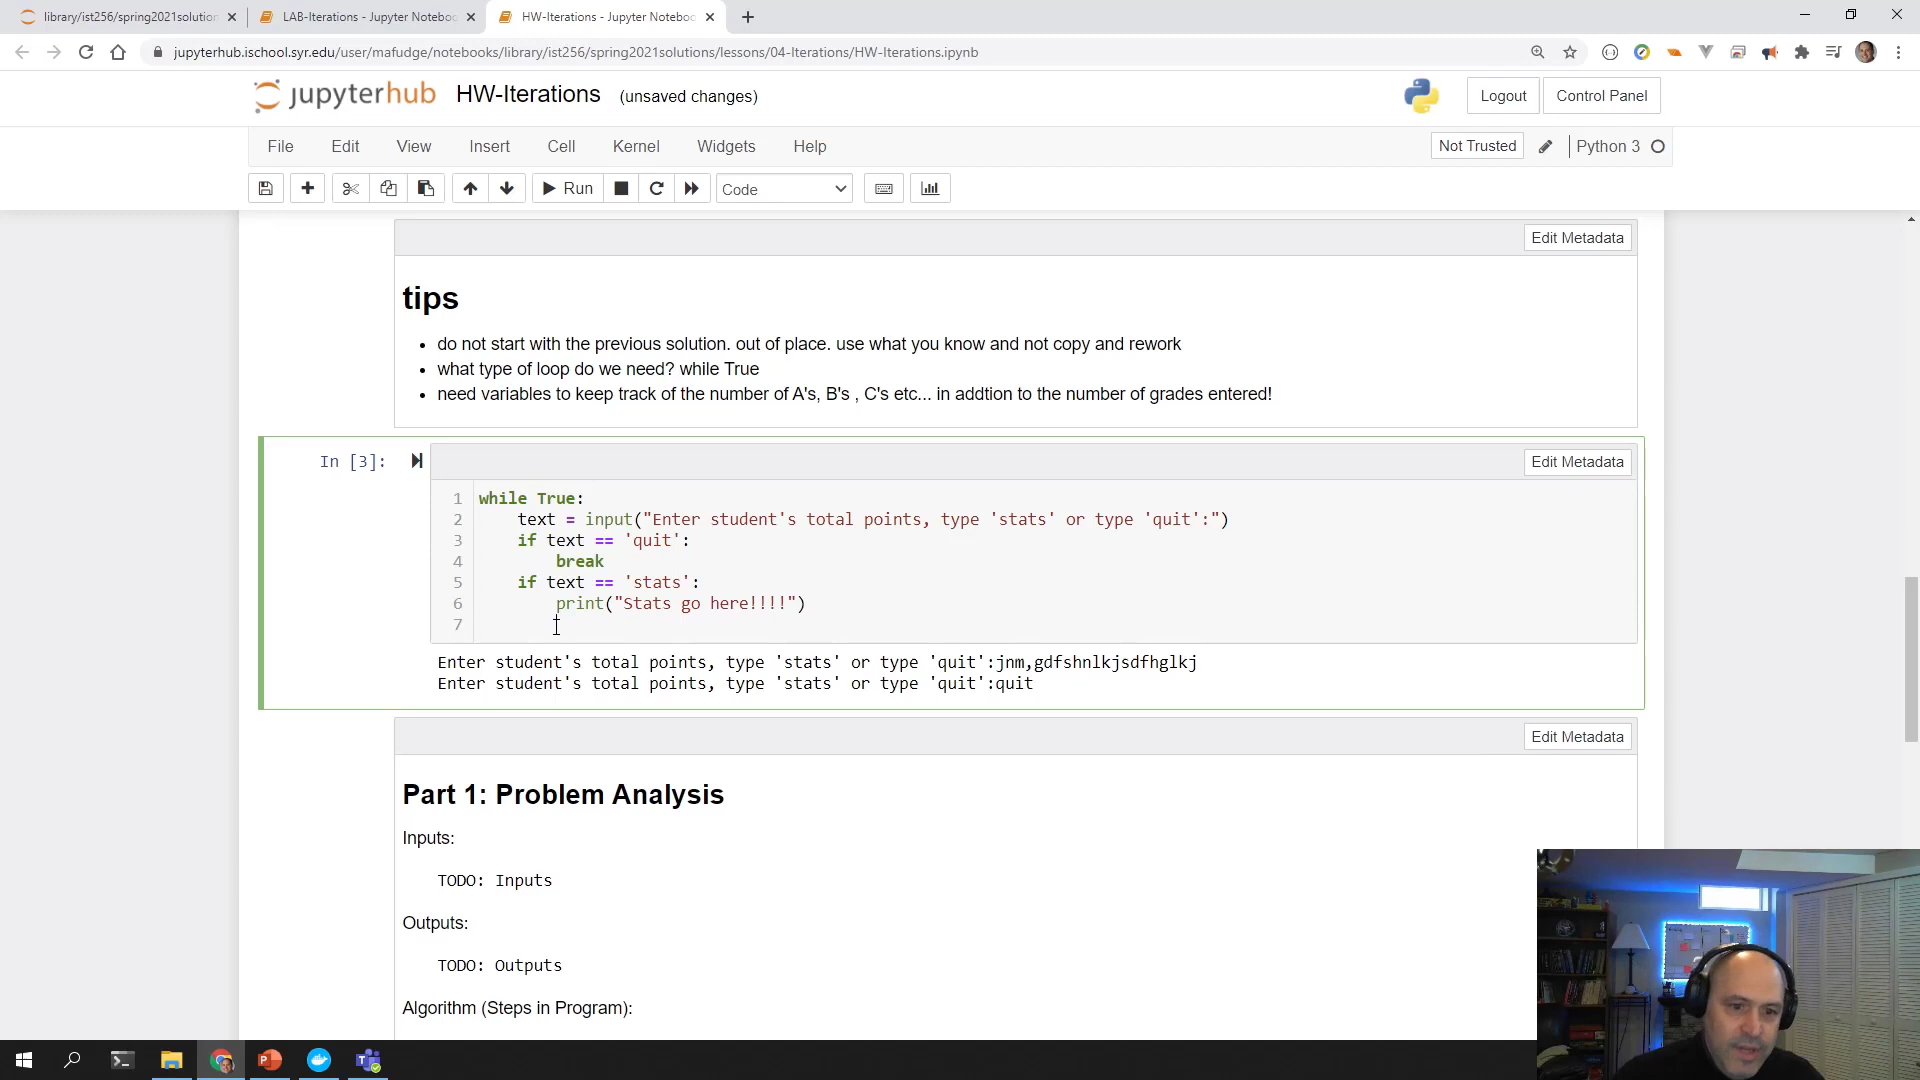 library/ist256/spring2021solution
LAB-Iterations - Jupyter Notebo
HW-Iterations - Jupyter Notebo
jupyterhub.ischool.syr.edu/user/mafudge/notebooks/library/ist256/spring2021solutions/lessons/04-Iterations/HW-Iterations.ipynb
jupyterhub HW-Iterations (unsaved changes)
Logout Control Panel
File Edit View Insert Cell Kernel Widgets Help
Not Trusted Python 3
Run Code
Edit Metadata
tips
• do not start with the previous solution. out of place. use what you know and not copy and rework
• what type of loop do we need? while True
• need variables to keep track of the number of A's, B's , C's etc... in addtion to the number of grades entered!
In [3]:
Edit Metadata
1 while True:
2     text = input("Enter student's total points, type 'stats' or type 'quit':")
3     if text == 'quit':
4         break
5     if text == 'stats':
6         print("Stats go here!!!!")
7
Enter student's total points, type 'stats' or type 'quit':jnm,gdfshnlkjsdfhglkj
Enter student's total points, type 'stats' or type 'quit':quit
Edit Metadata
Part 1: Problem Analysis
Inputs:
TODO: Inputs
Outputs:
TODO: Outputs
Algorithm (Steps in Program):